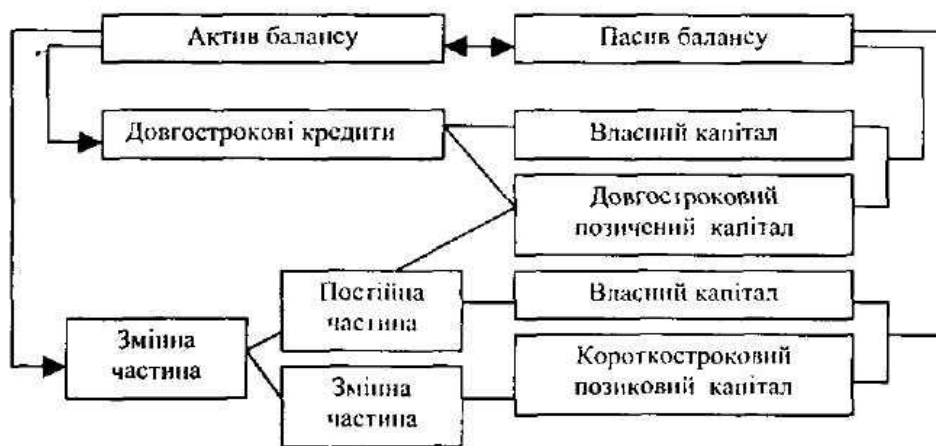 Актив балансу
Пасив балансу
Довгострокові кредити
Власний капітал
Довгостроковий
позичений капітал
Постійна
частина
Власний капітал
Змінна
частина
Короткостроковий
позиковий капітал
Змінна
частина